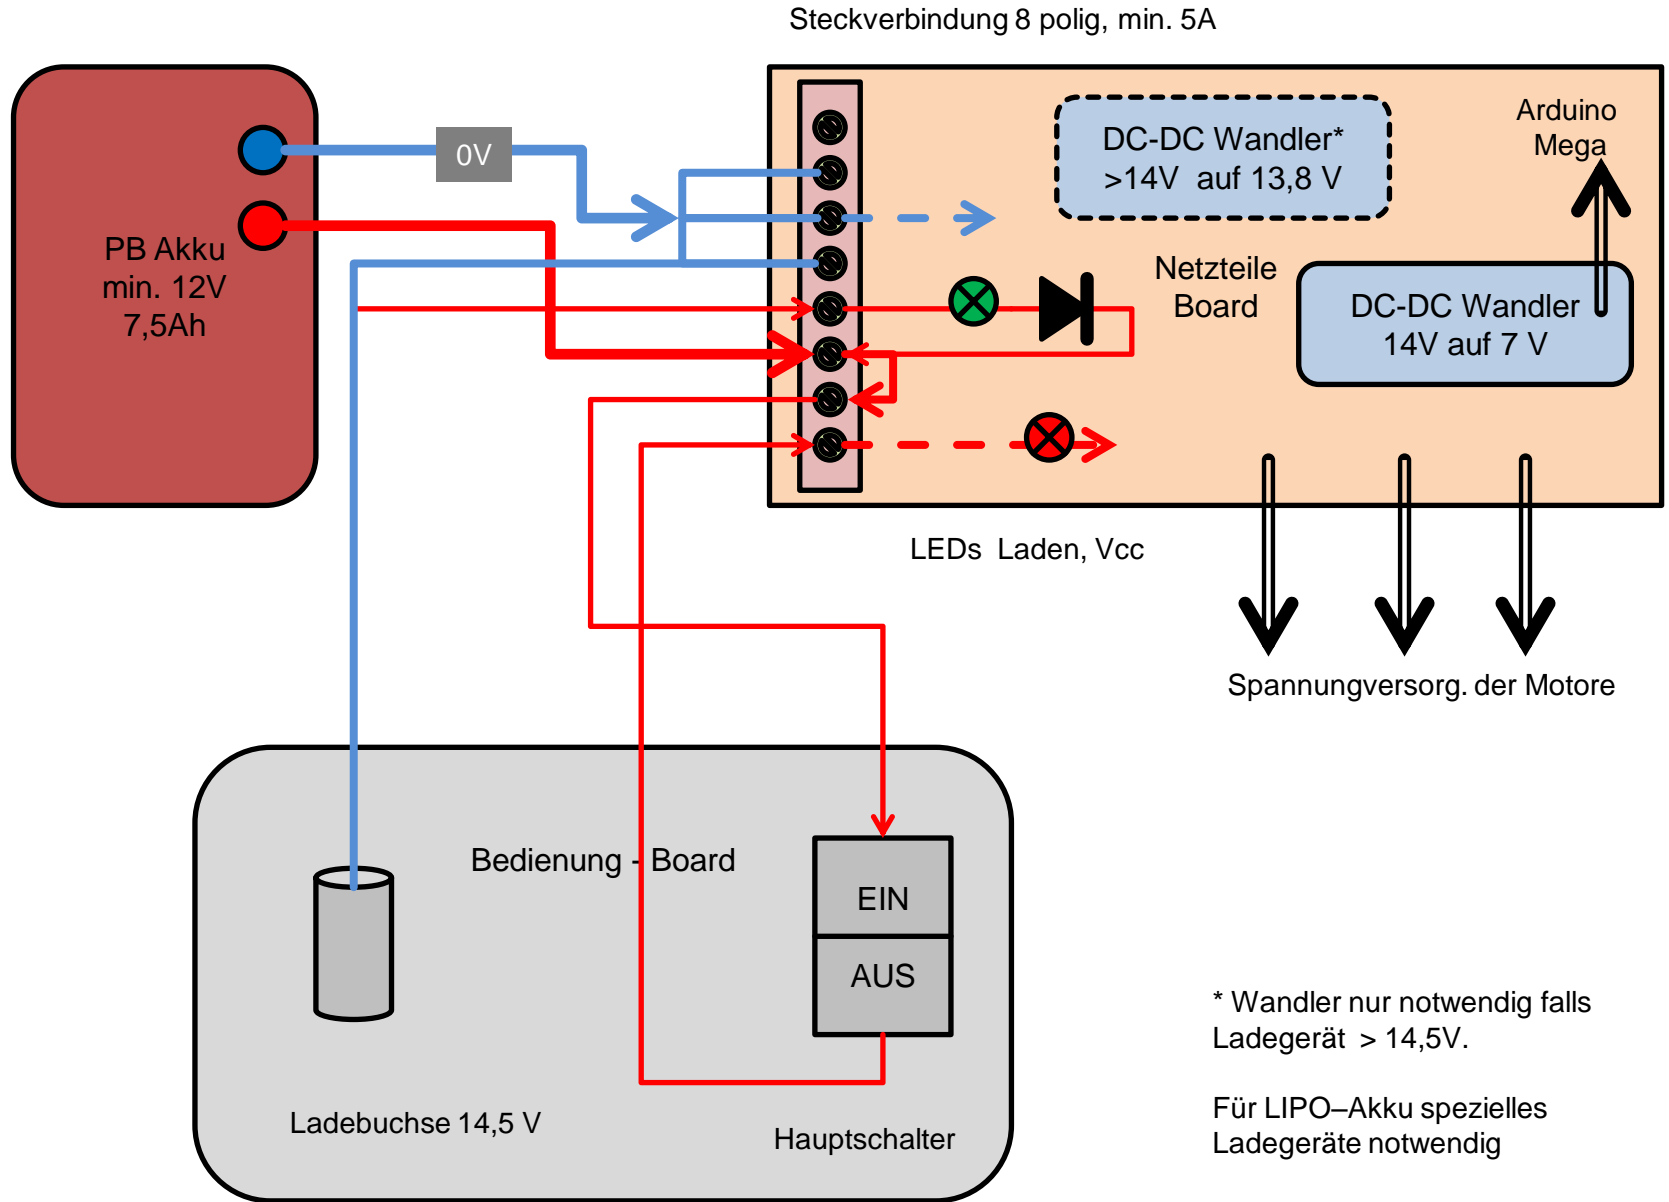 Steckverbindung 8 polig, min. 5A
0V
PB Akku
min. 12V
7,5Ah
DC-DC Wandler*
>14V auf 13,8 V
Arduino
Mega
Netzteile
Board
DC-DC Wandler
14V auf 7 V
LEDs Laden, Vcc
Spannungversorg. der Motore
Bedienung - Board
EIN
AUS
Ladebuchse 14,5 V
Hauptschalter
* Wandler nur notwendig falls
Ladegerät > 14,5V.
Für LIPO–Akku spezielles
Ladegeräte notwendig